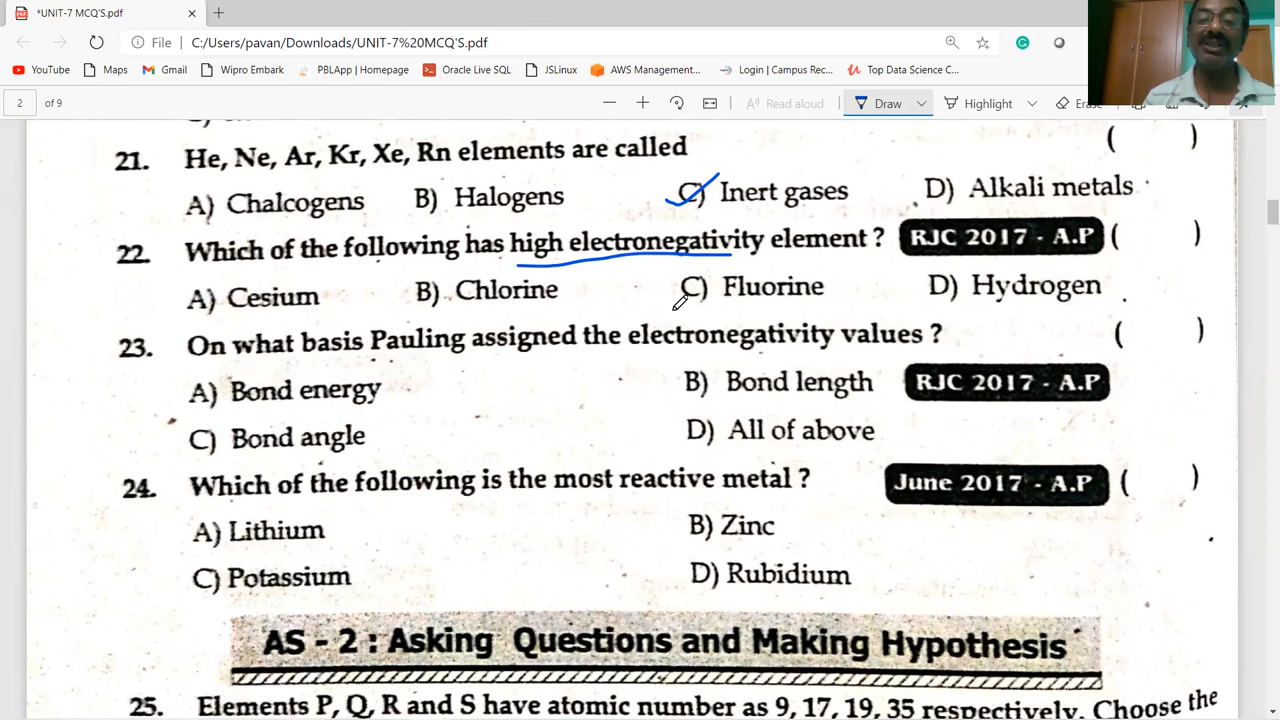 *UNIT-7 MCQ'S.pdf
File C:/Users/pavan/Downloads/UNIT-7%20MCQ'S.pdf
YouTube Maps Gmail Wipro Embark PBLApp | Homepage Oracle Live SQL JSLinux AWS Management... Login | Campus Rec... Top Data Science C...
2 of 9 Read aloud Draw Highlight Erase
21. He, Ne, Ar, Kr, Xe, Rn elements are called ( )
A) Chalcogens B) Halogens C) Inert gases D) Alkali metals
22. Which of the following has high electronegativity element ? RJC 2017 - A.P ( )
A) Cesium B) Chlorine C) Fluorine D) Hydrogen
23. On what basis Pauling assigned the electronegativity values ? ( )
A) Bond energy B) Bond length RJC 2017 - A.P
C) Bond angle D) All of above
24. Which of the following is the most reactive metal ? June 2017 - A.P ( )
A) Lithium B) Zinc
C) Potassium D) Rubidium
AS - 2 : Asking Questions and Making Hypothesis
25. Elements P, Q, R and S have atomic number as 9, 17, 19, 35 respectively. Choose the